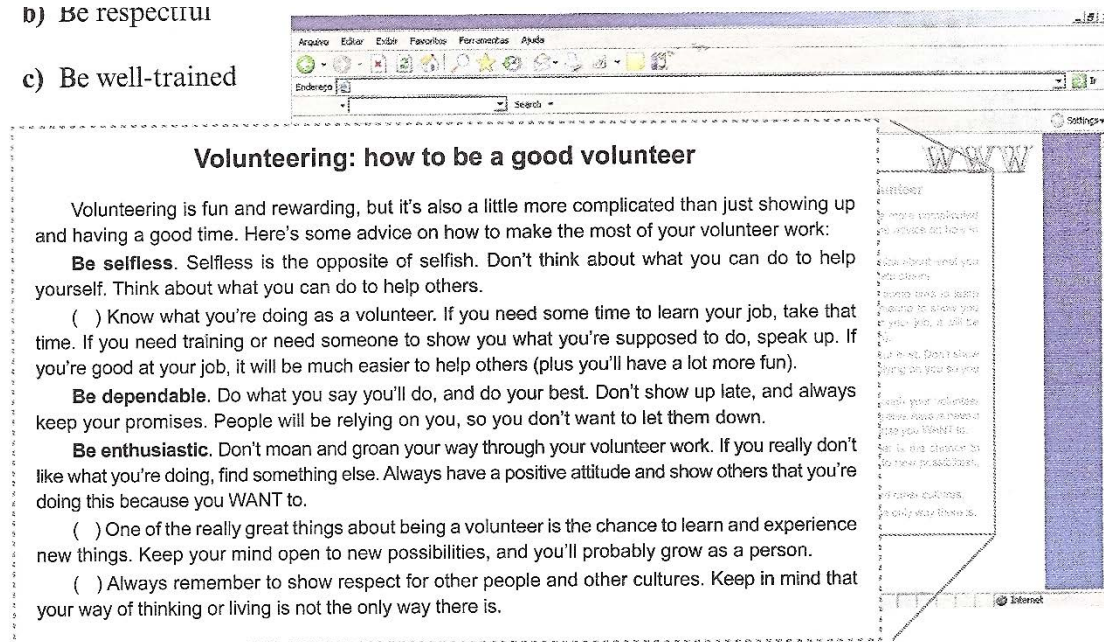 b) Be respectful
c) Be well-trained
Arquivo Editar Exibir Favoritos Ferramentas Ajuda
Endereço
Ir
Search
Settings
WWW
Volunteering: how to be a good volunteer
Volunteering is fun and rewarding, but it's also a little more complicated than just showing up
and having a good time. Here's some advice on how to make the most of your volunteer work:
Be selfless. Selfless is the opposite of selfish. Don't think about what you can do to help
yourself. Think about what you can do to help others.
( ) Know what you're doing as a volunteer. If you need some time to learn your job, take that
time. If you need training or need someone to show you what you're supposed to do, speak up. If
you're good at your job, it will be much easier to help others (plus you'll have a lot more fun).
Be dependable. Do what you say you'll do, and do your best. Don't show up late, and always
keep your promises. People will be relying on you, so you don't want to let them down.
Be enthusiastic. Don't moan and groan your way through your volunteer work. If you really don't
like what you're doing, find something else. Always have a positive attitude and show others that you're
doing this because you WANT to.
( ) One of the really great things about being a volunteer is the chance to learn and experience
new things. Keep your mind open to new possibilities, and you'll probably grow as a person.
( ) Always remember to show respect for other people and other cultures. Keep in mind that
your way of thinking or living is not the only way there is.
Internet